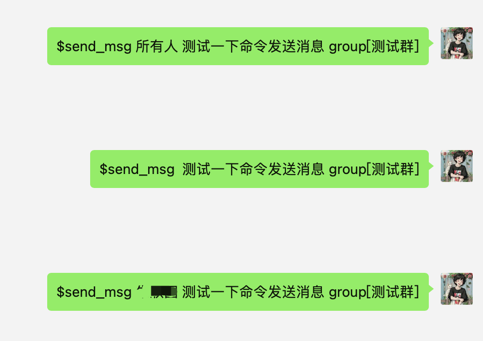 $send_msg 所有人 测试一下命令发送消息 group[测试群]
$send_msg  测试一下命令发送消息 group[测试群]
$send_msg 测试一下命令发送消息 group[测试群]